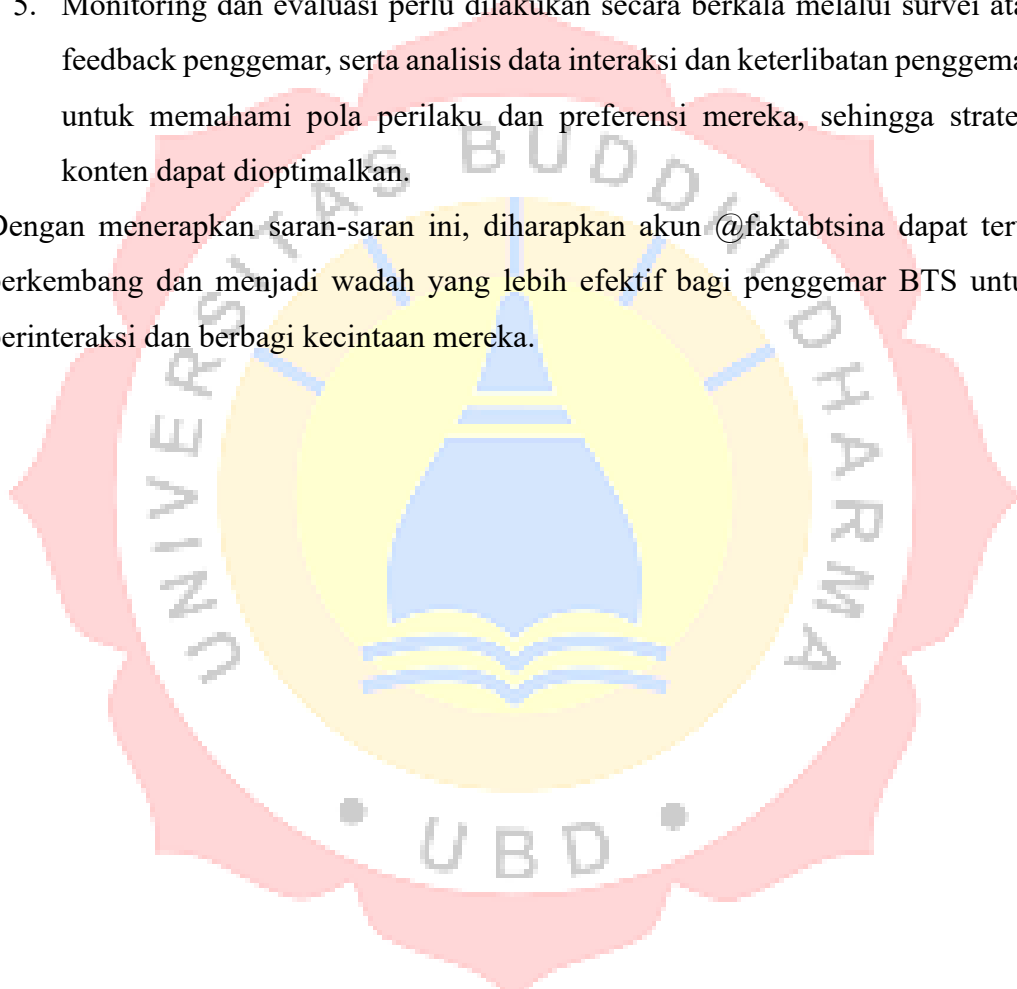 5. Monitoring dan evaluasi perlu dilakukan secara berkala melalui survei ata
feedback penggemar, serta analisis data interaksi dan keterlibatan penggema
untuk memahami pola perilaku dan preferensi mereka, sehingga strate
konten dapat dioptimalkan.
Dengan menerapkan saran-saran ini, diharapkan akun @faktabtsina dapat ter
berkembang dan menjadi wadah yang lebih efektif bagi penggemar BTS untu
berinteraksi dan berbagi kecintaan mereka.
UNIVERSITAS BUDDHI DHARMA
• UBD •